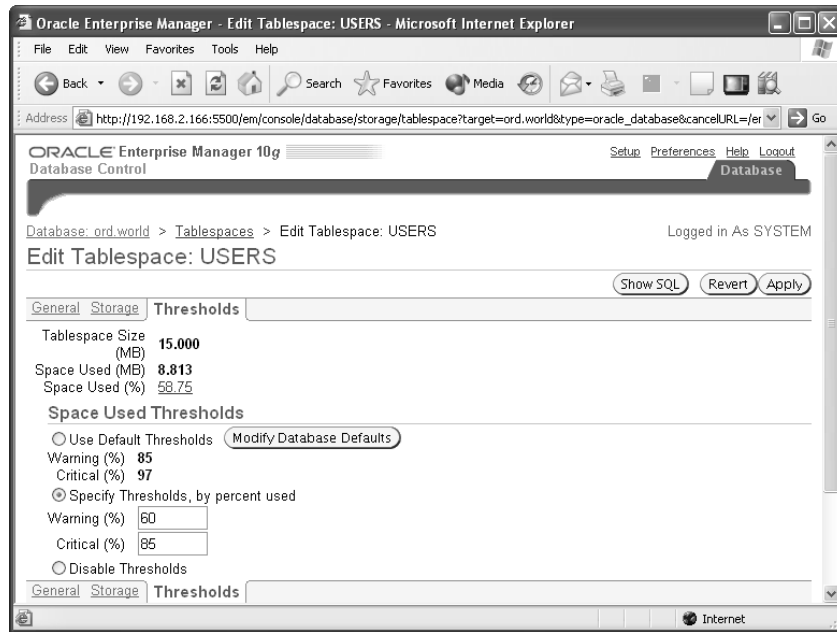 Oracle Enterprise Manager - Edit Tablespace: USERS - Microsoft Internet Explorer
File Edit View Favorites Tools Help
Back Search Favorites Media
Address http://192.168.2.166:5500/em/console/database/storage/tablespace?target=ord.world&type=oracle_database&cancelURL=/er Go
ORACLE Enterprise Manager 10g
Setup Preferences Help Logout
Database Control
Database
Database: ord.world > Tablespaces > Edit Tablespace: USERS
Logged in As SYSTEM
Edit Tablespace: USERS
Show SQL Revert Apply
General Storage Thresholds
Tablespace Size
(MB) 15.000
Space Used (MB) 8.813
Space Used (%) 58.75
Space Used Thresholds
Use Default Thresholds Modify Database Defaults
Warning (%) 85
Critical (%) 97
Specify Thresholds, by percent used
Warning (%) 60
Critical (%) 85
Disable Thresholds
General Storage Thresholds
Internet